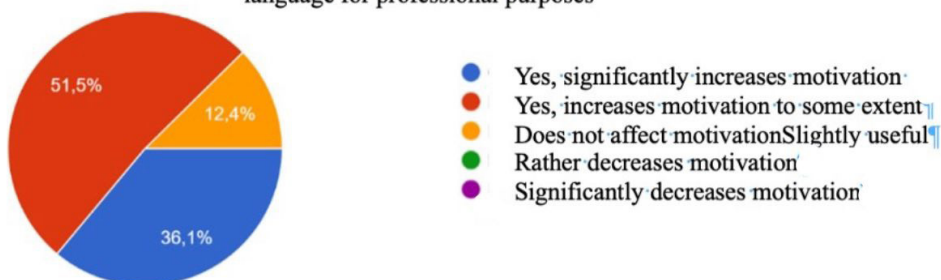 language for professional purposes
51,5%
12,4%
36,1%
Yes, significantly increases motivation
Yes, increases motivation to some extent¶
Does not affect motivationSlightly useful¶
Rather decreases motivation
Significantly decreases motivation